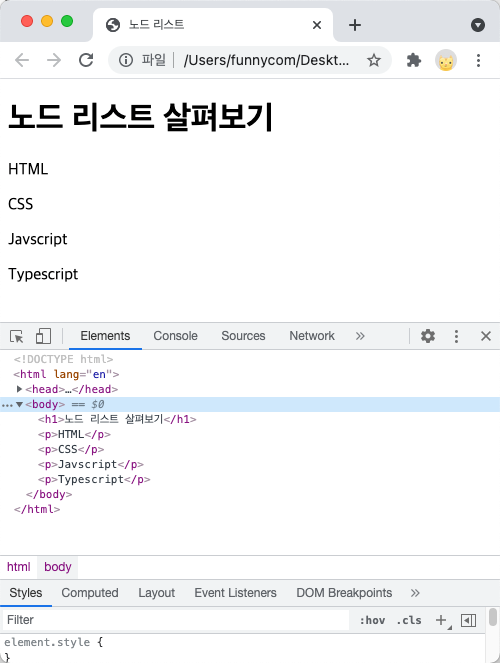 노드 리스트
파일 | /Users/funnycom/Deskt...
노드 리스트 살펴보기
HTML
CSS
Javscript
Typescript
Elements Console Sources Network »
<!DOCTYPE html>
<html lang="en">
<head>…</head>
<body> == $0
<h1>노드 리스트 살펴보기</h1>
<p>HTML</p>
<p>CSS</p>
<p>Javscript</p>
<p>Typescript</p>
</body>
</html>
html body
Styles Computed Layout Event Listeners DOM Breakpoints »
Filter :hov .cls
element.style {
}